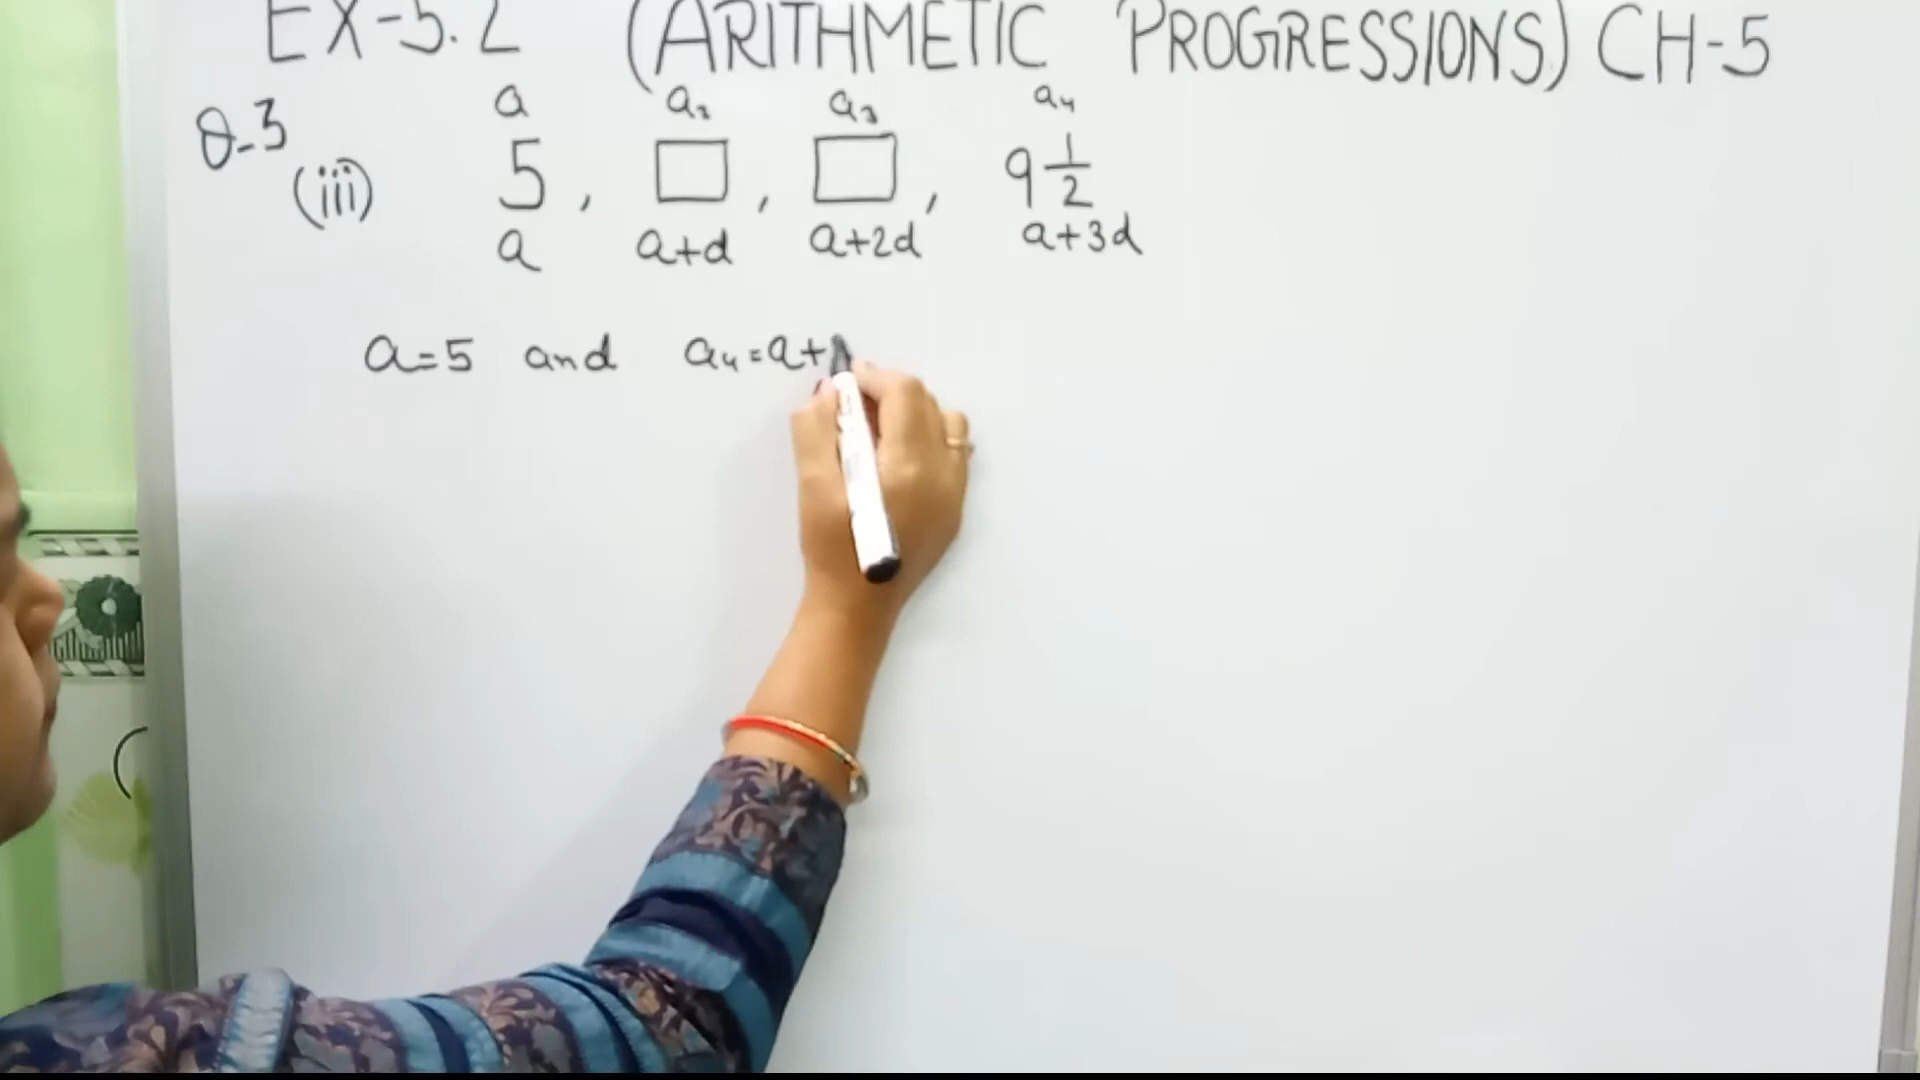 EX-5.2 (ARITHMETIC PROGRESSIONS) CH-5
a a₂ a₃ a₄
Q-3
(iii) 5, □, □, 9 1/2
a a+d a+2d a+3d
a=5 and a₄=a+